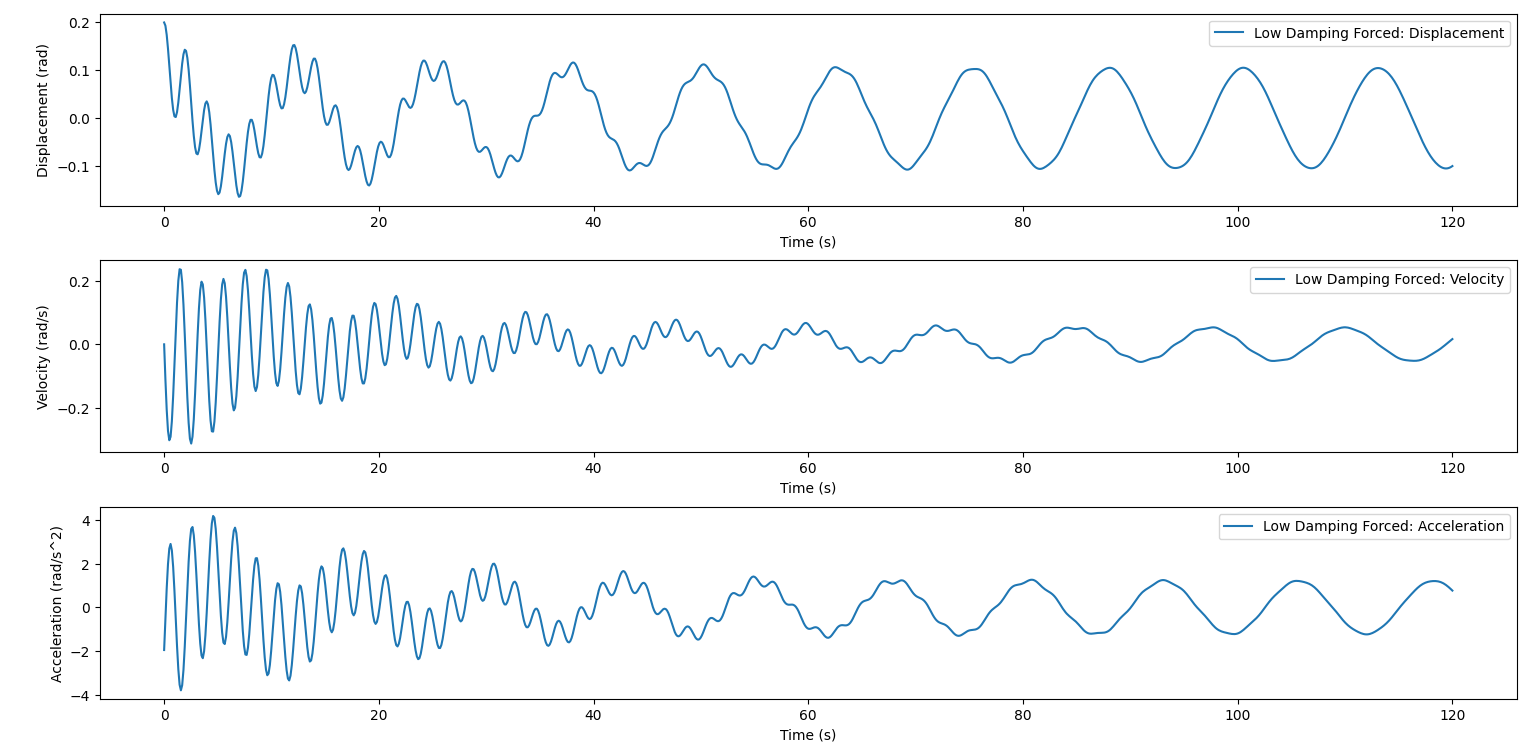 Low Damping Forced: Displacement
Displacement (rad)
0.2
0.1
0.0
−0.1
0 20 40 60 80 100 120
Time (s)
Low Damping Forced: Velocity
Velocity (rad/s)
0.2
0.0
−0.2
0 20 40 60 80 100 120
Time (s)
Low Damping Forced: Acceleration
Acceleration (rad/s^2)
4
2
0
−2
−4
0 20 40 60 80 100 120
Time (s)